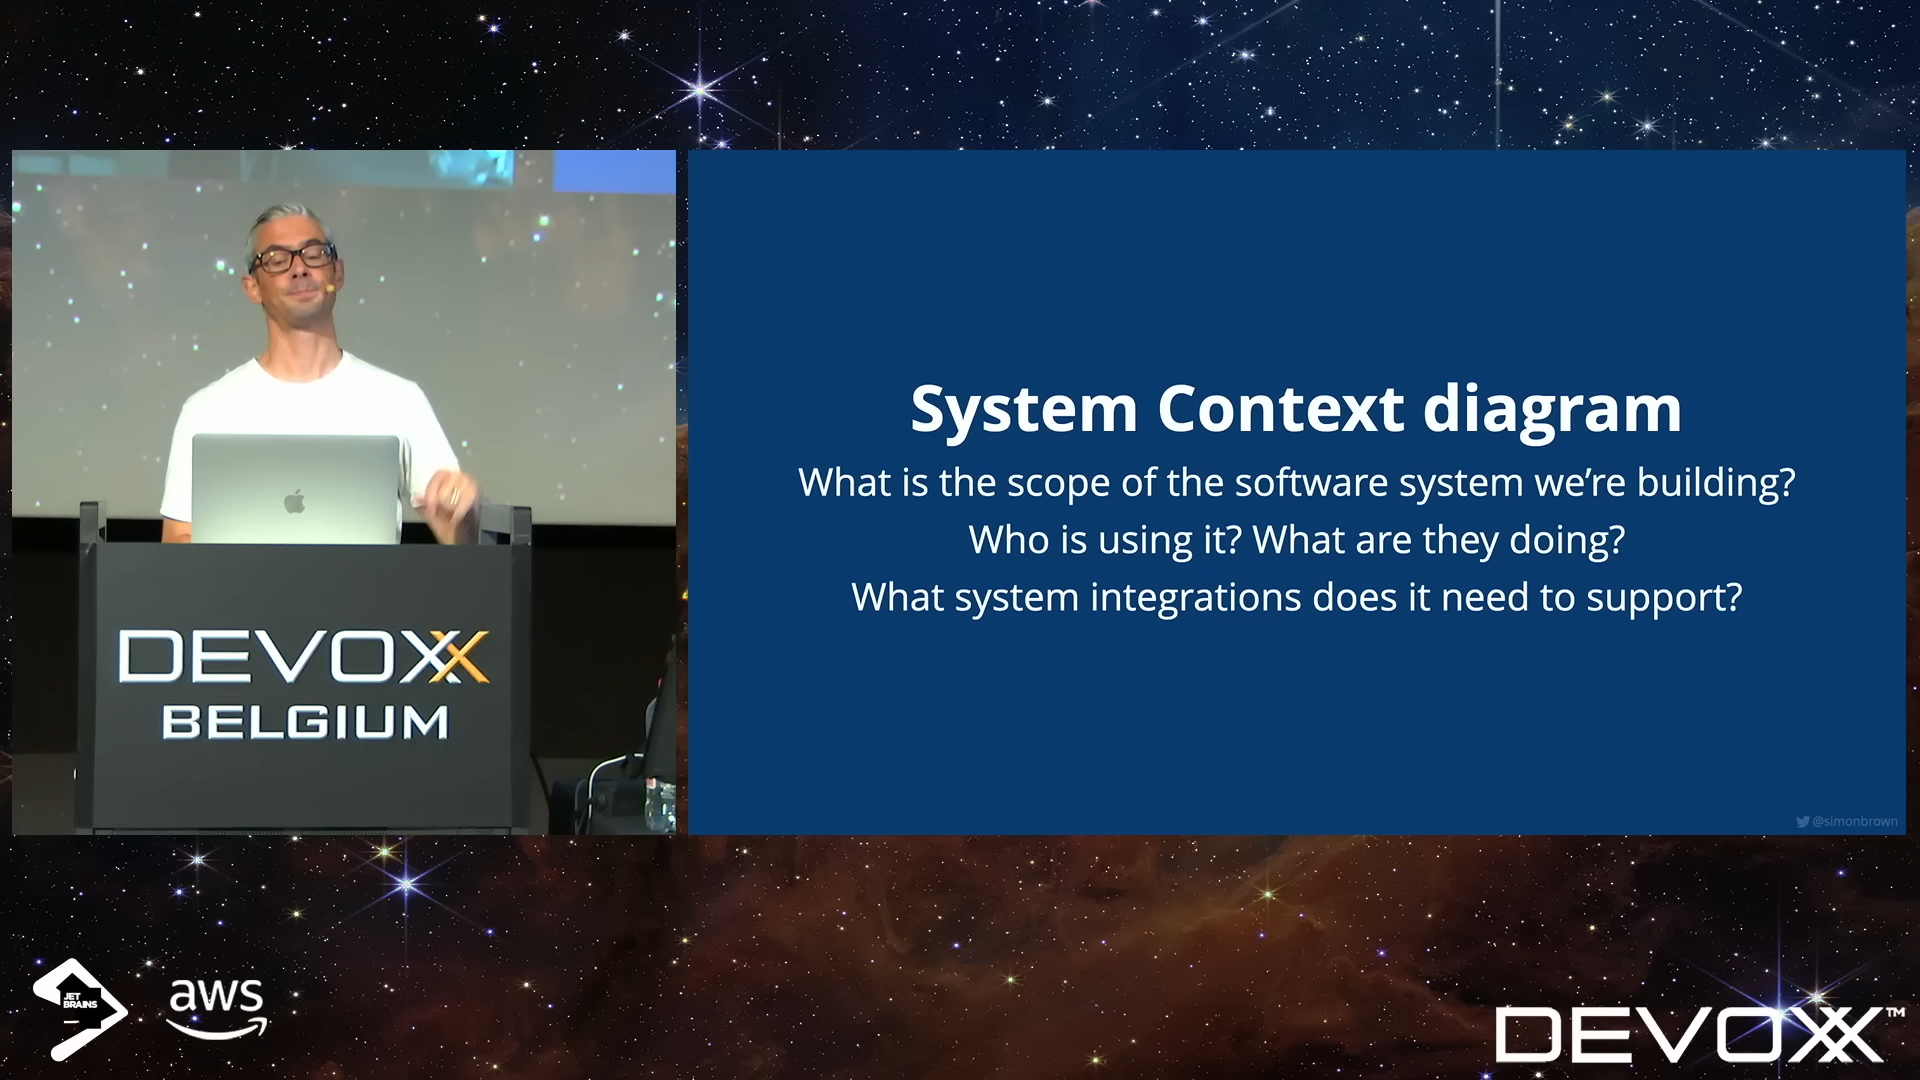 System Context diagram
What is the scope of the software system we’re building?
Who is using it? What are they doing?
What system integrations does it need to support?
@simonbrown
DEVOXX
BELGIUM
JET
BRAINS
aws
DEVOXX™